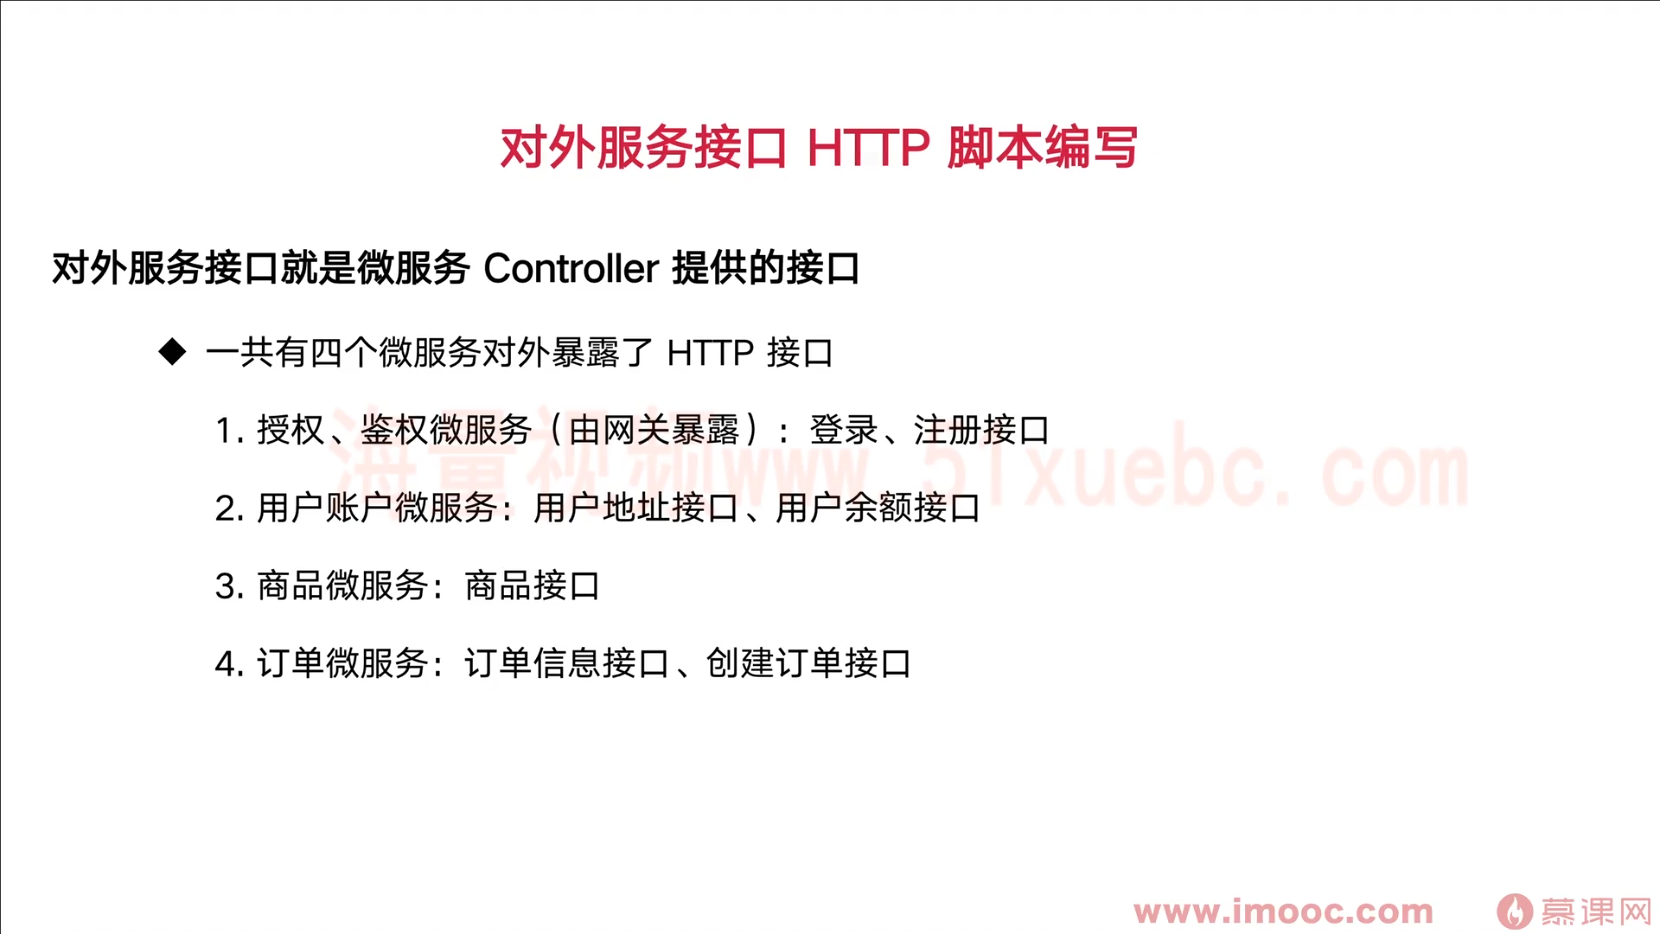 对外服务接口 HTTP 脚本编写
对外服务接口就是微服务 Controller 提供的接口
◆ 一共有四个微服务对外暴露了 HTTP 接口
1. 授权、鉴权微服务（由网关暴露）：登录、注册接口
2. 用户账户微服务：用户地址接口、用户余额接口
海量视频www.51xuebc.com
3. 商品微服务：商品接口
4. 订单微服务：订单信息接口、创建订单接口
www.imooc.com 慕课网